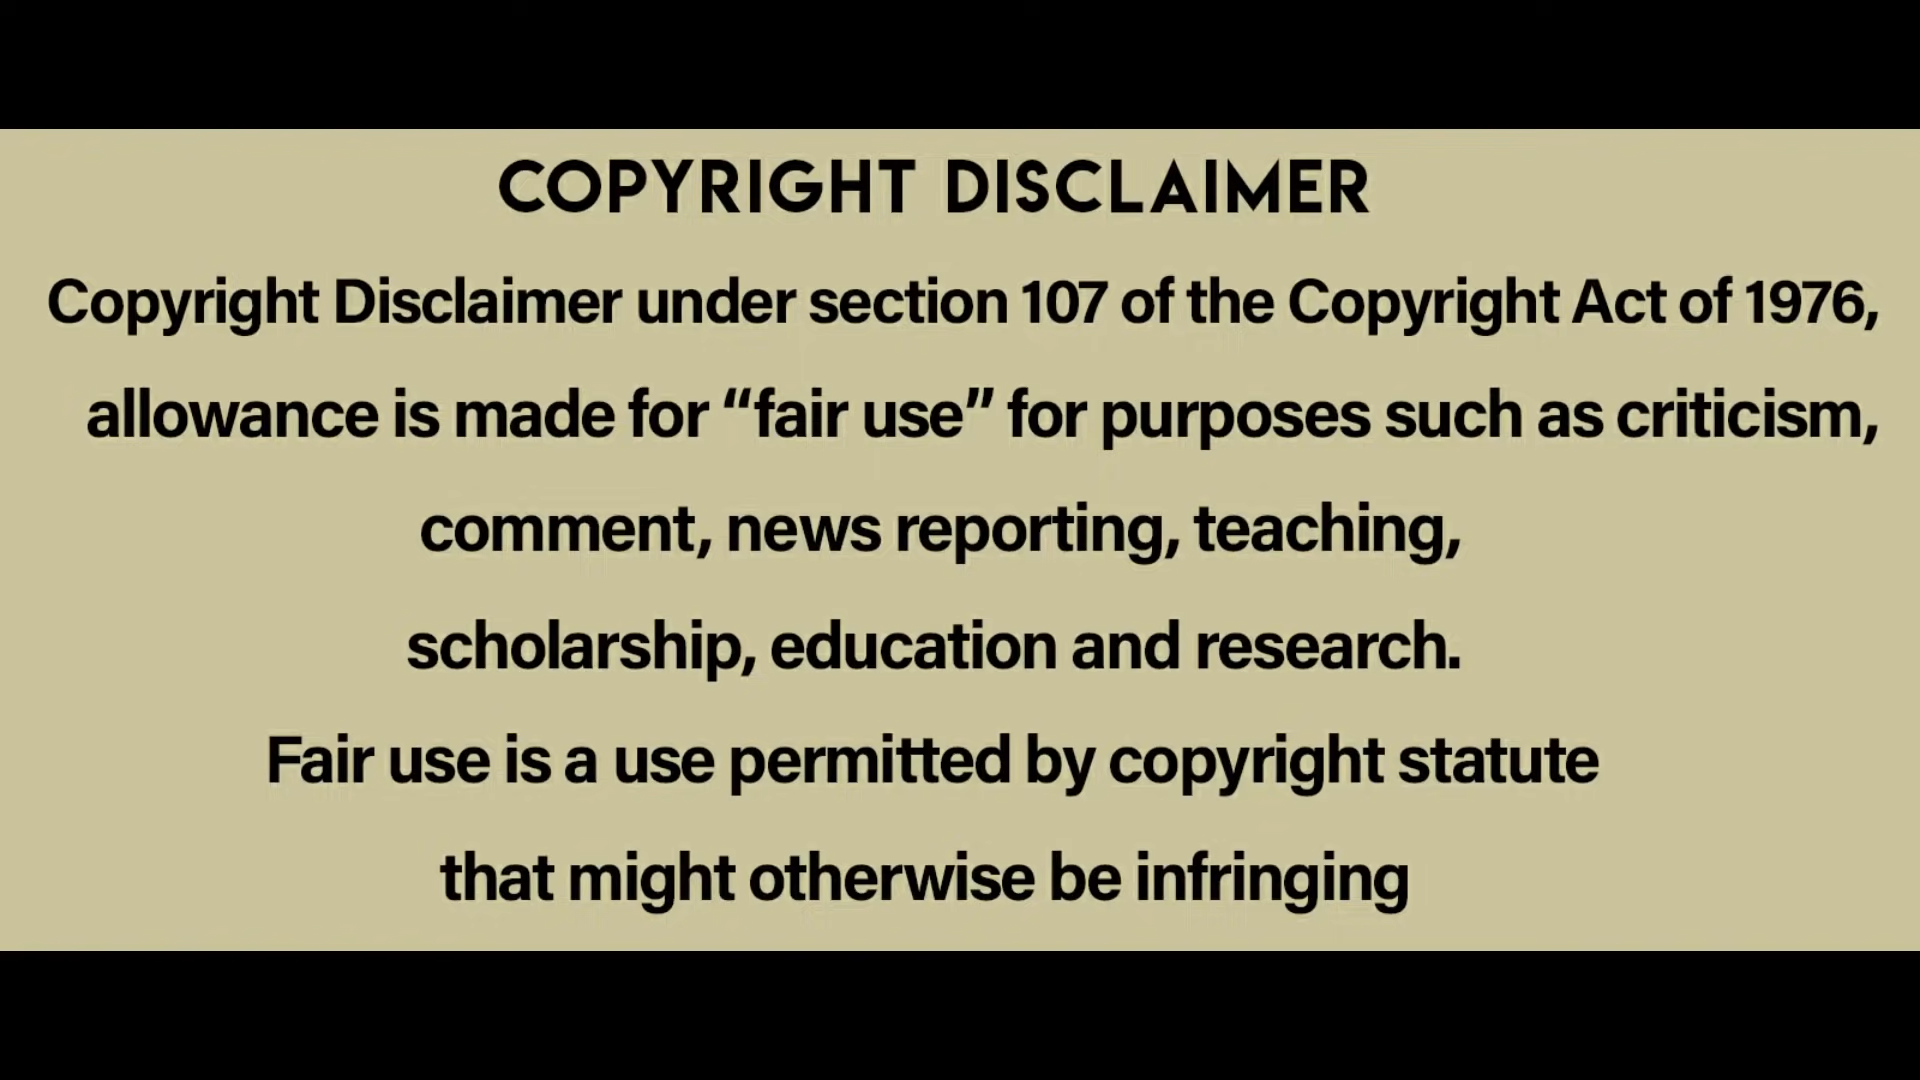 COPYRIGHT DISCLAIMER
Copyright Disclaimer under section 107 of the Copyright Act of 1976,
allowance is made for “fair use” for purposes such as criticism,
comment, news reporting, teaching,
scholarship, education and research.
Fair use is a use permitted by copyright statute
that might otherwise be infringing